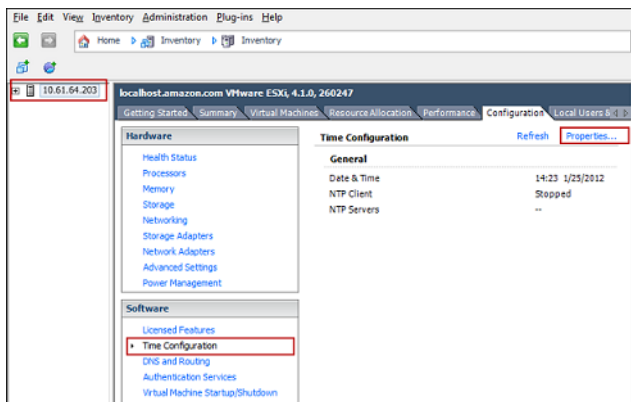 File Edit View Inventory Administration Plug-ins Help
Home Inventory Inventory
10.61.64.203
localhost.amazon.com VMware ESXi, 4.1.0, 260247
Getting Started Summary Virtual Machines Resource Allocation Performance Configuration Local Users &
Hardware
Health Status
Processors
Memory
Storage
Networking
Storage Adapters
Network Adapters
Advanced Settings
Power Management
Software
Licensed Features
Time Configuration
DNS and Routing
Authentication Services
Virtual Machine Startup/Shutdown
Time Configuration Refresh Properties...
General
Date & Time 14:23 1/25/2012
NTP Client Stopped
NTP Servers --